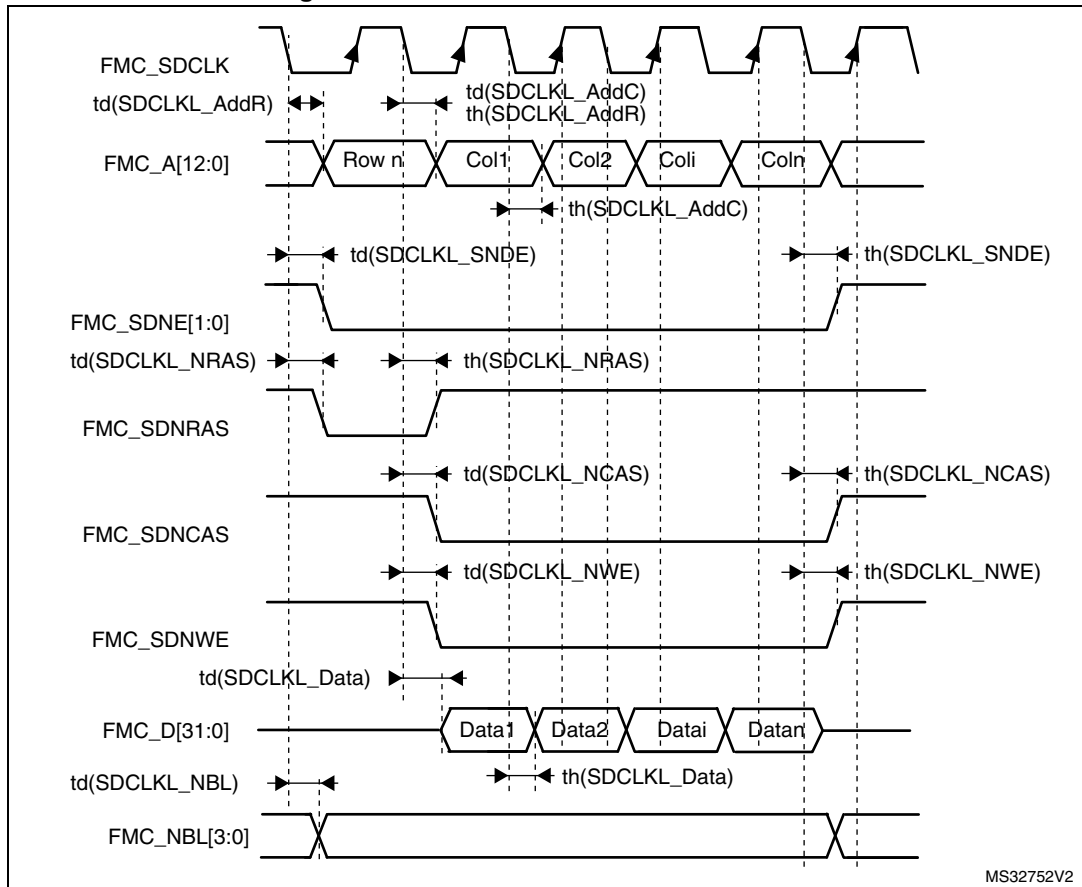 FMC_SDCLK
td(SDCLKL_AddR)
td(SDCLKL_AddC)
th(SDCLKL_AddR)
FMC_A[12:0]
Row n
Col1
Col2
Coli
Coln
th(SDCLKL_AddC)
td(SDCLKL_SNDE)
th(SDCLKL_SNDE)
FMC_SDNE[1:0]
td(SDCLKL_NRAS)
th(SDCLKL_NRAS)
FMC_SDNRAS
td(SDCLKL_NCAS)
th(SDCLKL_NCAS)
FMC_SDNCAS
td(SDCLKL_NWE)
th(SDCLKL_NWE)
FMC_SDNWE
td(SDCLKL_Data)
FMC_D[31:0]
Data1
Data2
Datai
Datan
td(SDCLKL_NBL)
th(SDCLKL_Data)
FMC_NBL[3:0]
MS32752V2